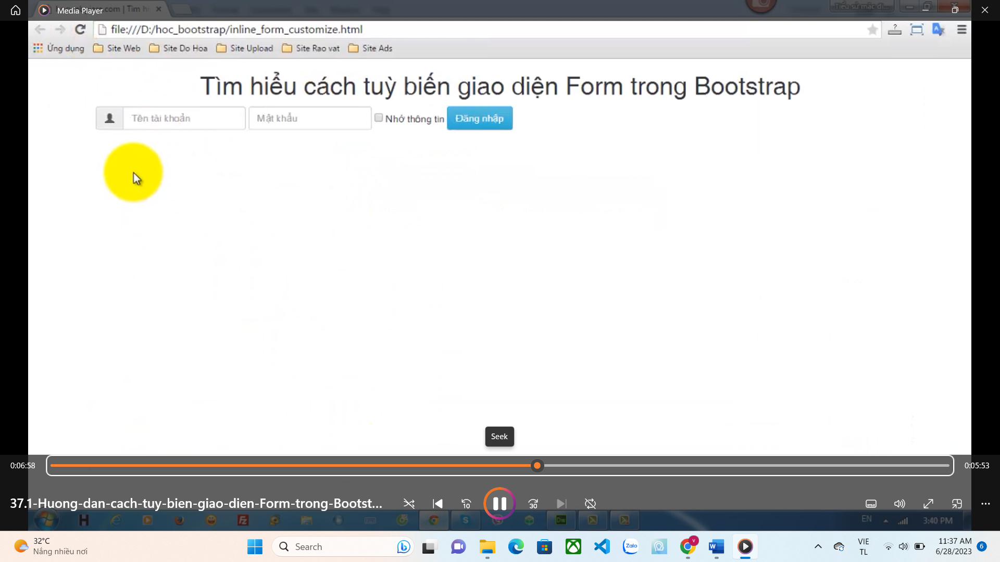 Media Player
file:///D:/hoc_bootstrap/inline_form_customize.html
Ứng dụng Site Web Site Do Hoa Site Upload Site Rao vat Site Ads
Tìm hiểu cách tuỳ biến giao diện Form trong Bootstrap
Tên tài khoản Mật khẩu Nhớ thông tin Đăng nhập
Seek
0:06:58 0:05:53
37.1-Huong-dan-cach-tuy-bien-giao-dien-Form-trong-Bootst... 10 30
EN 3:40 PM
32°C
Nắng nhiều nơi
Search
Zalo
VIE
TL
11:37 AM
6/28/2023
6